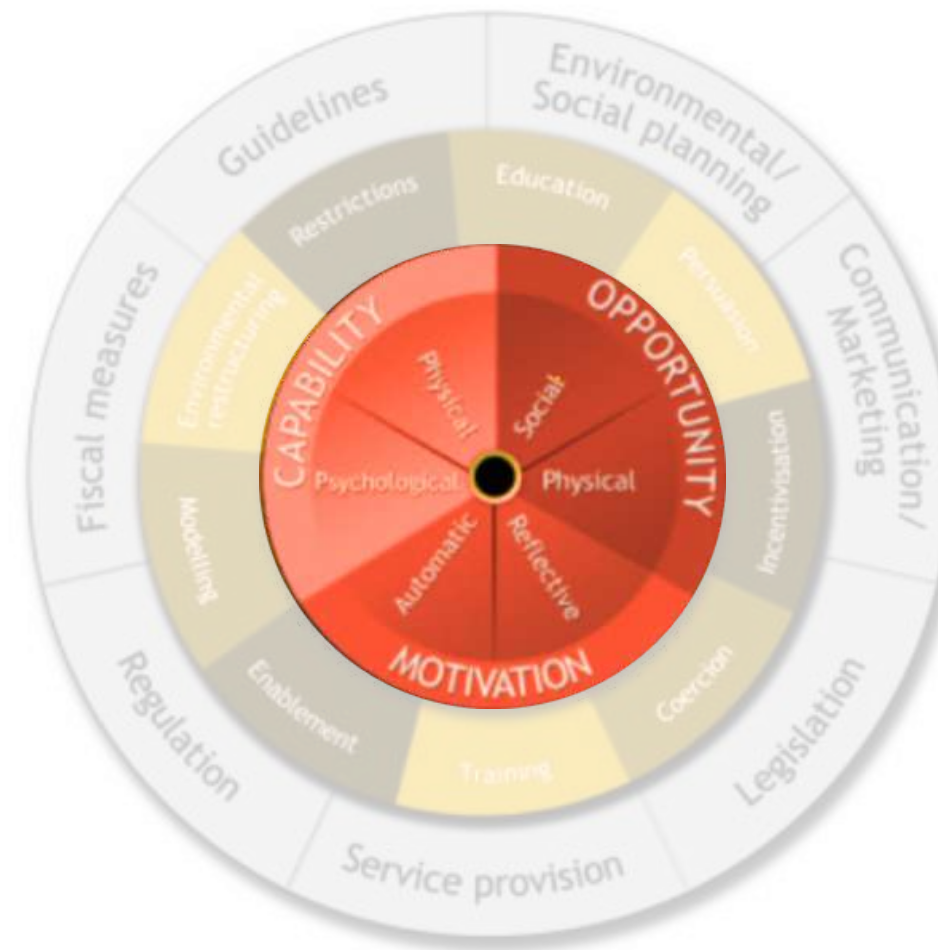 Guidelines
Environmental/
Social planning
Communication/
Marketing
Legislation
Service provision
Regulation
Fiscal measures
Restrictions
Education
Persuasion
Incentivisation
Coercion
Training
Enablement
Modelling
Environmental
restructuring
CAPABILITY
OPPORTUNITY
MOTIVATION
Physical
Social
Psychological
Physical
Automatic
Reflective